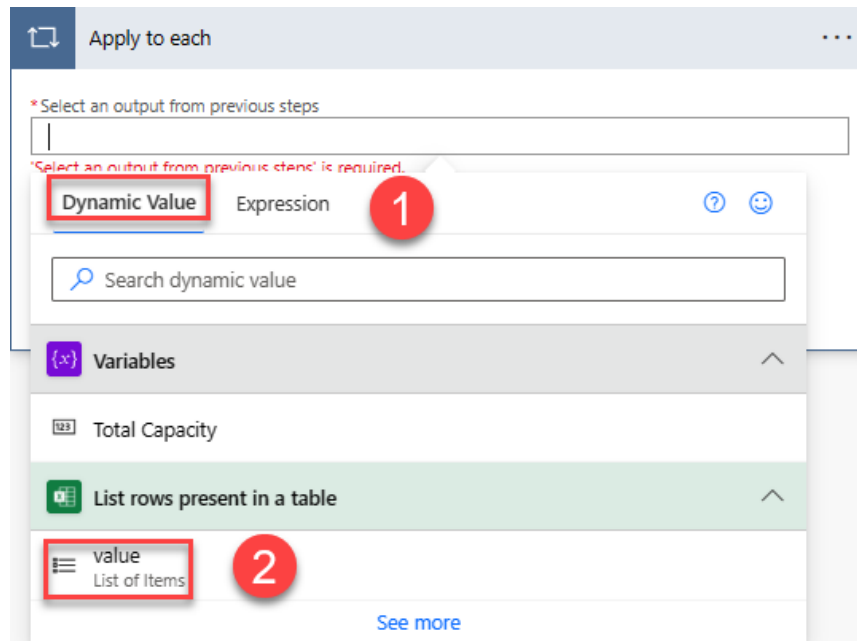 Apply to each
* Select an output from previous steps
'Select an output from previous steps' is required.
Dynamic Value Expression 1
Search dynamic value
{x} Variables
123 Total Capacity
List rows present in a table
value
List of Items
2
See more